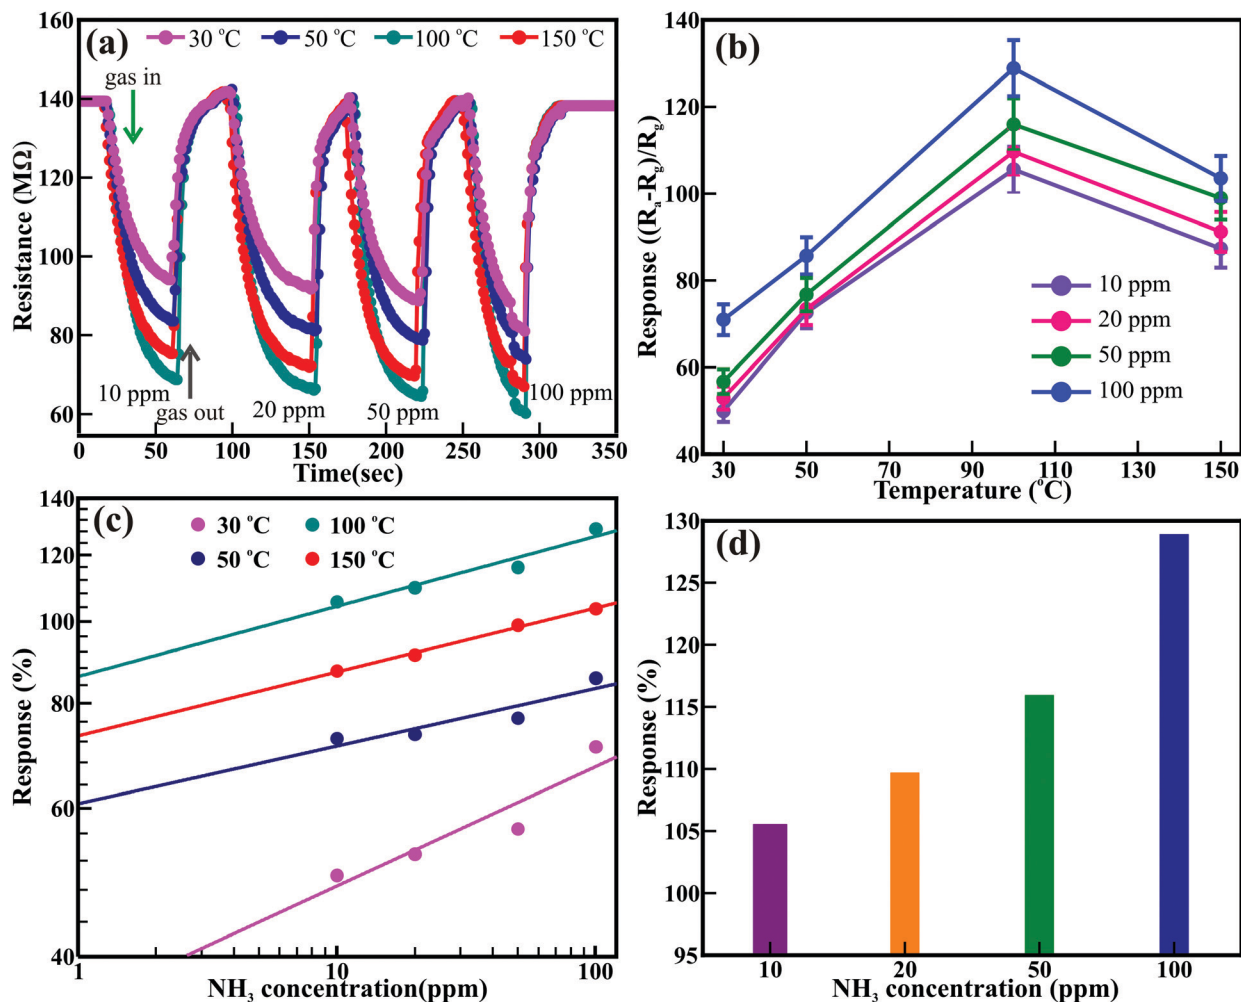 (a)
30 °C
50 °C
100 °C
150 °C
gas in
gas out
10 ppm
20 ppm
50 ppm
100 ppm
160
140
120
100
80
60
Resistance (MΩ)
0
50
100
150
200
250
300
350
Time(sec)
(b)
140
120
100
80
60
40
Response ((Rₐ-R_g)/R_g)
10 ppm
20 ppm
50 ppm
100 ppm
30
50
70
90
110
130
150
Temperature (°C)
(c)
30 °C
50 °C
100 °C
150 °C
140
120
100
80
60
40
Response (%)
1
10
100
NH₃ concentration(ppm)
(d)
130
125
120
115
110
105
100
95
Response (%)
10
20
50
100
NH₃ concentration (ppm)